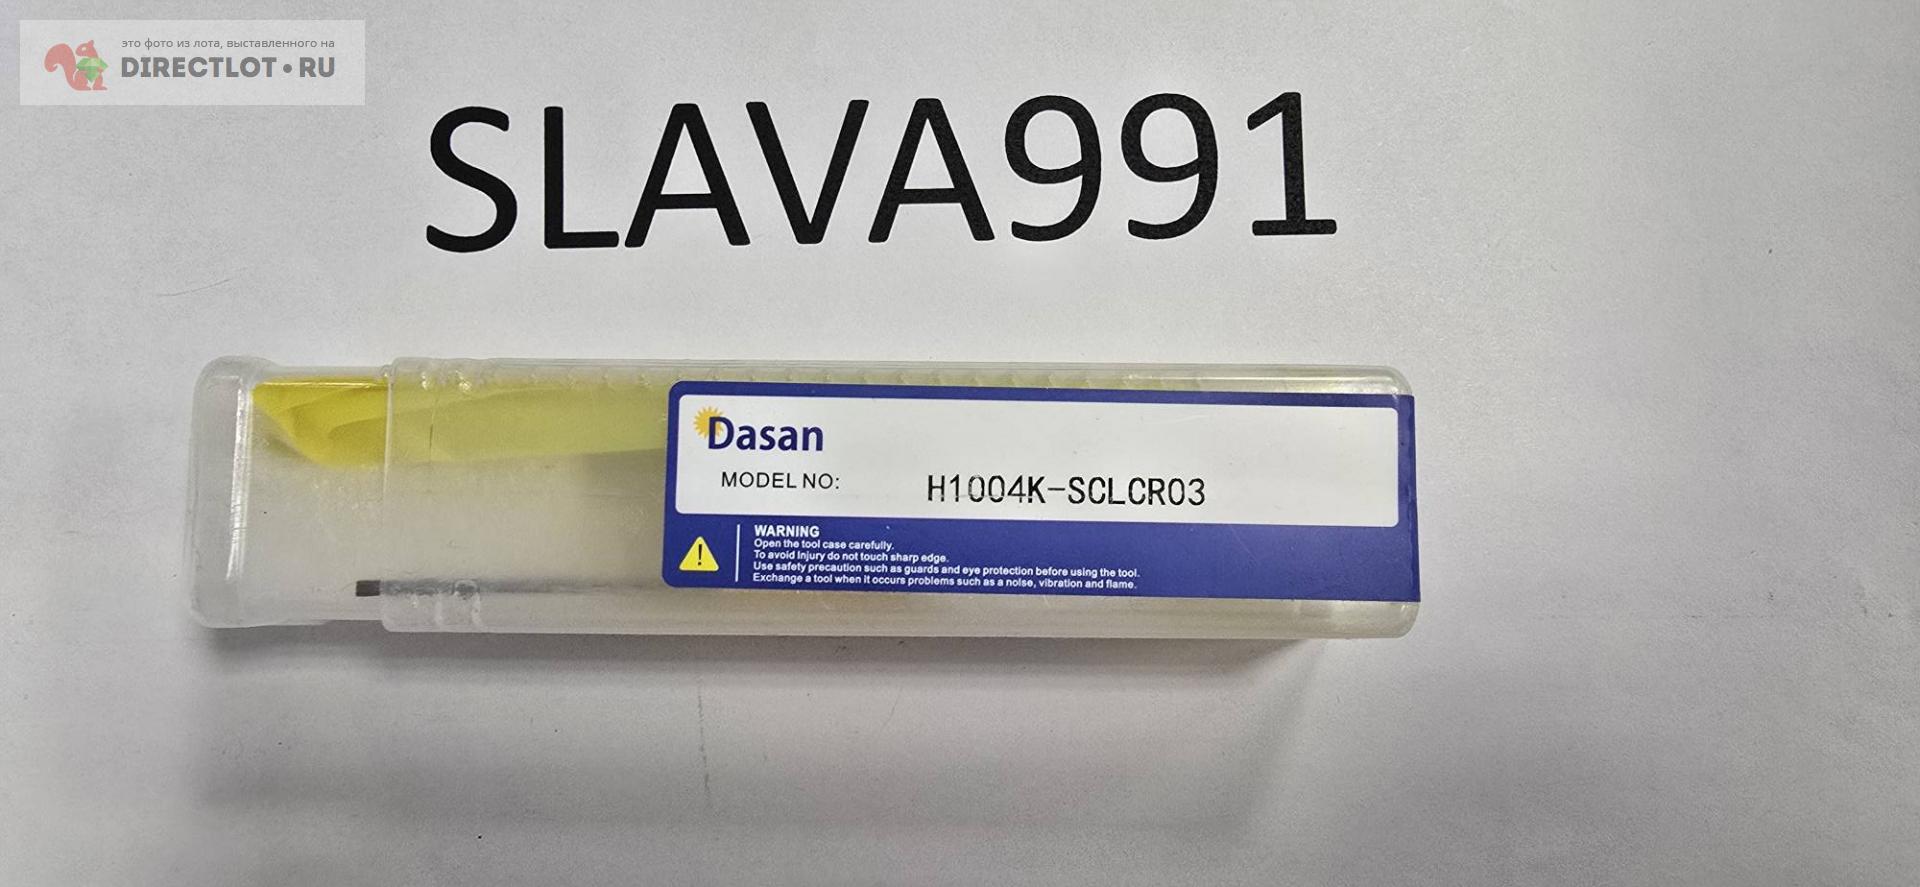 это фото из лота, выставленного на
DIRECTLOT•RU
SLAVA991
Dasan
MODEL NO: H1004K-SCLCR03
WARNING
Open the tool case carefully.
To avoid Injury do not touch sharp edge.
Use safety precaution such as guards and eye protection before using the tool.
Exchange a tool when it occurs problems such as a noise, vibration and flame.